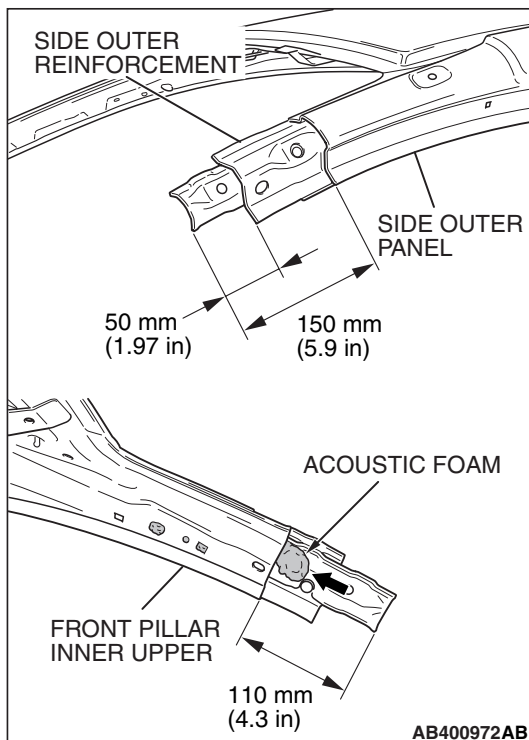 SIDE OUTER
REINFORCEMENT
SIDE OUTER
PANEL
50 mm
(1.97 in)
150 mm
(5.9 in)
ACOUSTIC FOAM
FRONT PILLAR
INNER UPPER
110 mm
(4.3 in)
AB400972AB